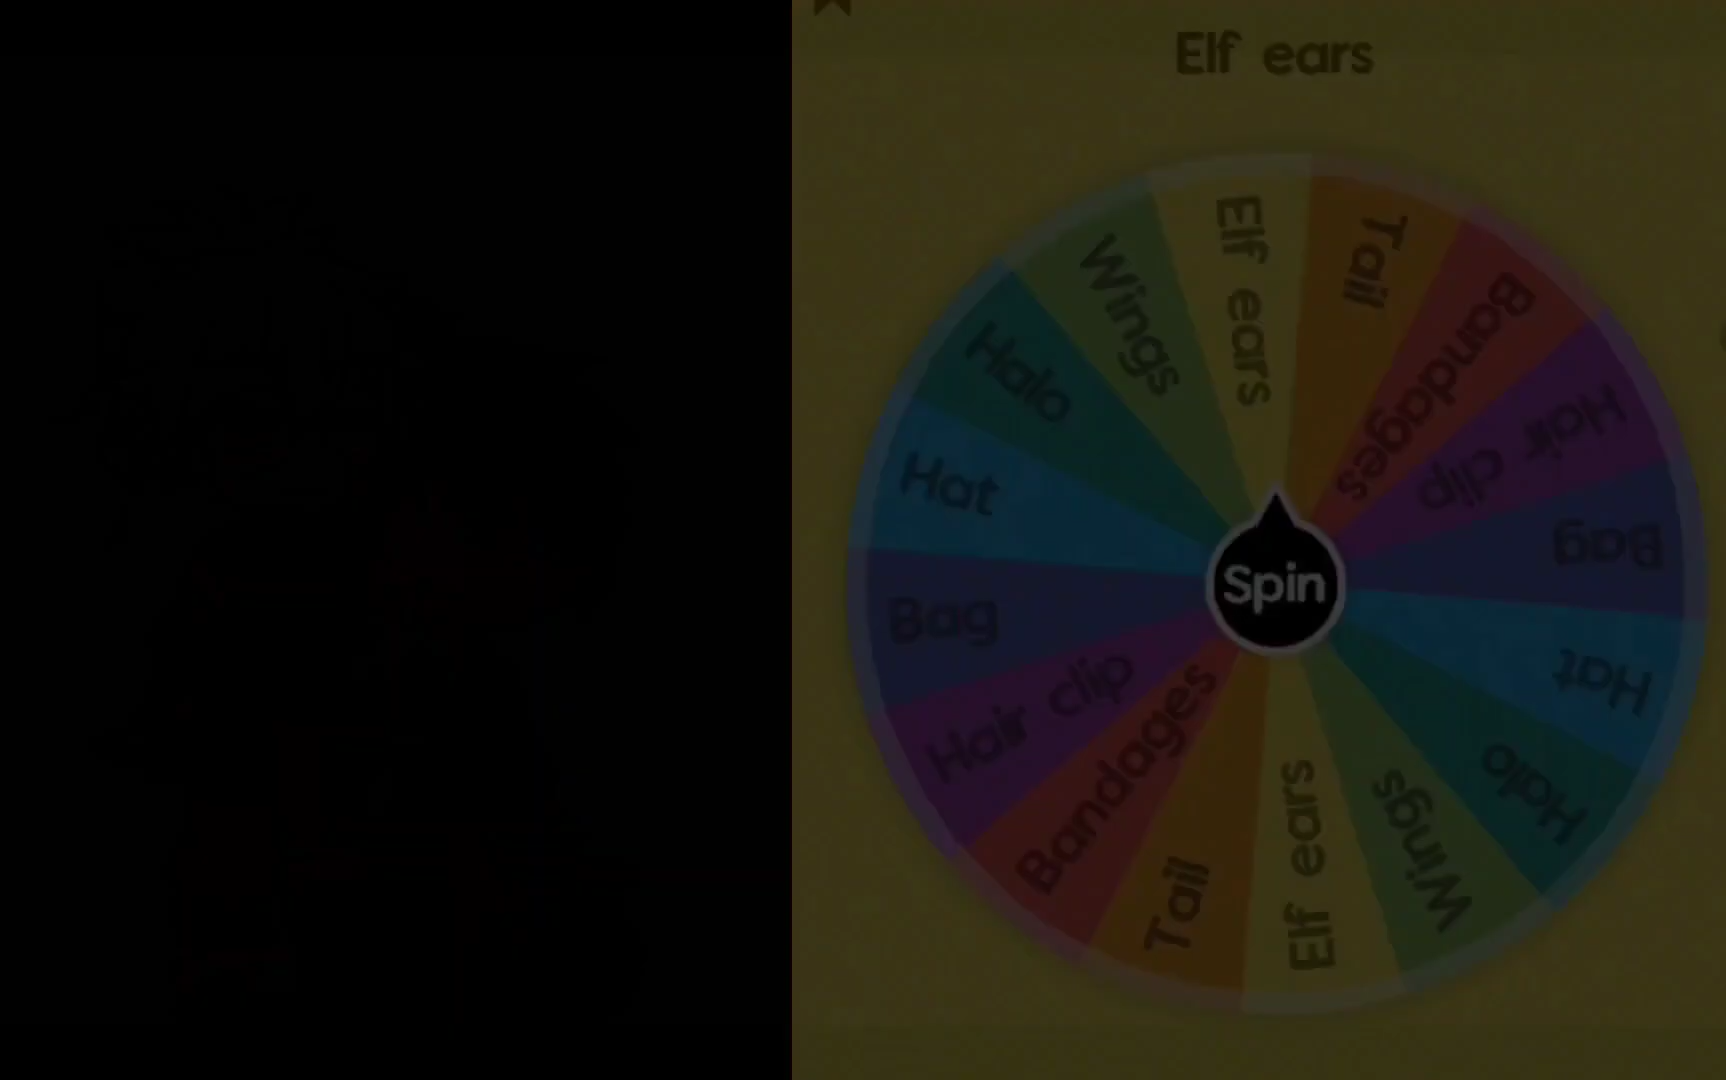 Elf ears
Elf ears
Tail
Bandages
Hair clip
Bag
Hat
Halo
Wings
Elf ears
Tail
Bandages
Hair clip
Bag
Hat
Halo
Wings
Spin